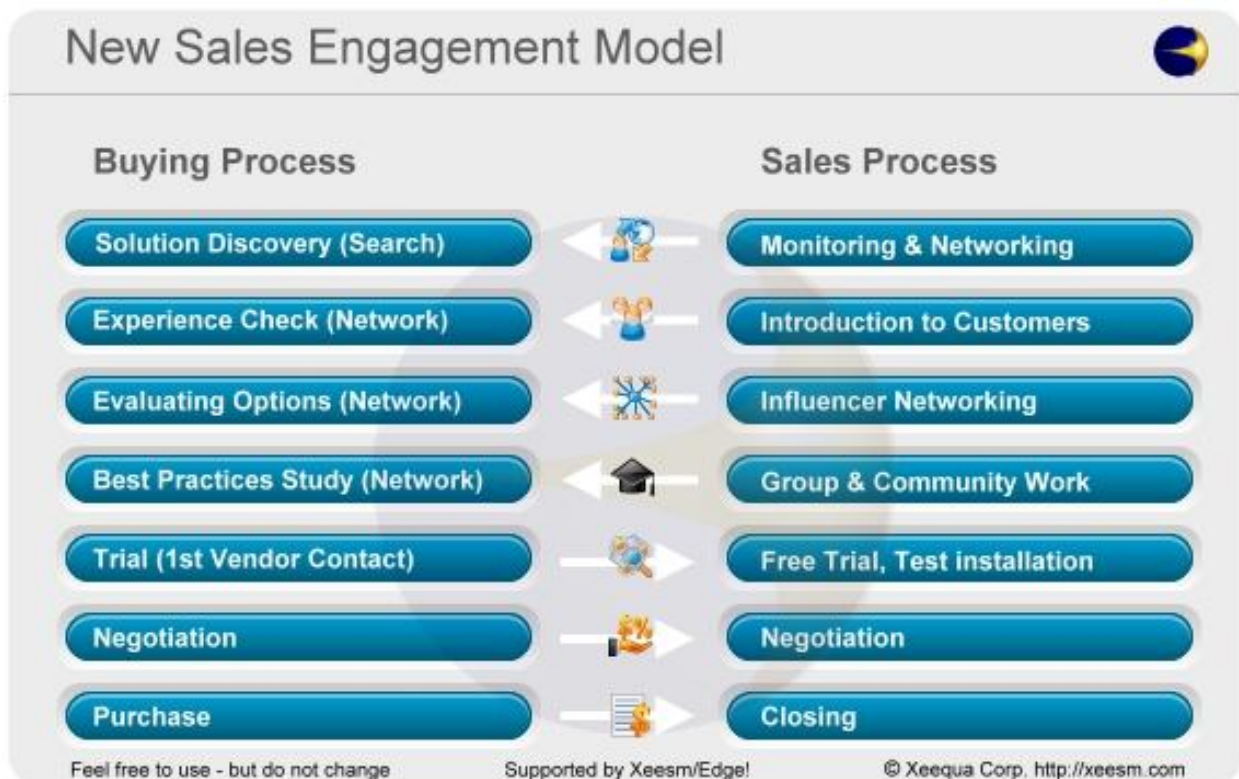 New Sales Engagement Model
Buying Process Sales Process
Solution Discovery (Search) Monitoring & Networking
Experience Check (Network) Introduction to Customers
Evaluating Options (Network) Influencer Networking
Best Practices Study (Network) Group & Community Work
Trial (1st Vendor Contact) Free Trial, Test installation
Negotiation Negotiation
Purchase Closing
Feel free to use - but do not change Supported by Xeesm/Edge! © Xeequa Corp. http://xeesm.com